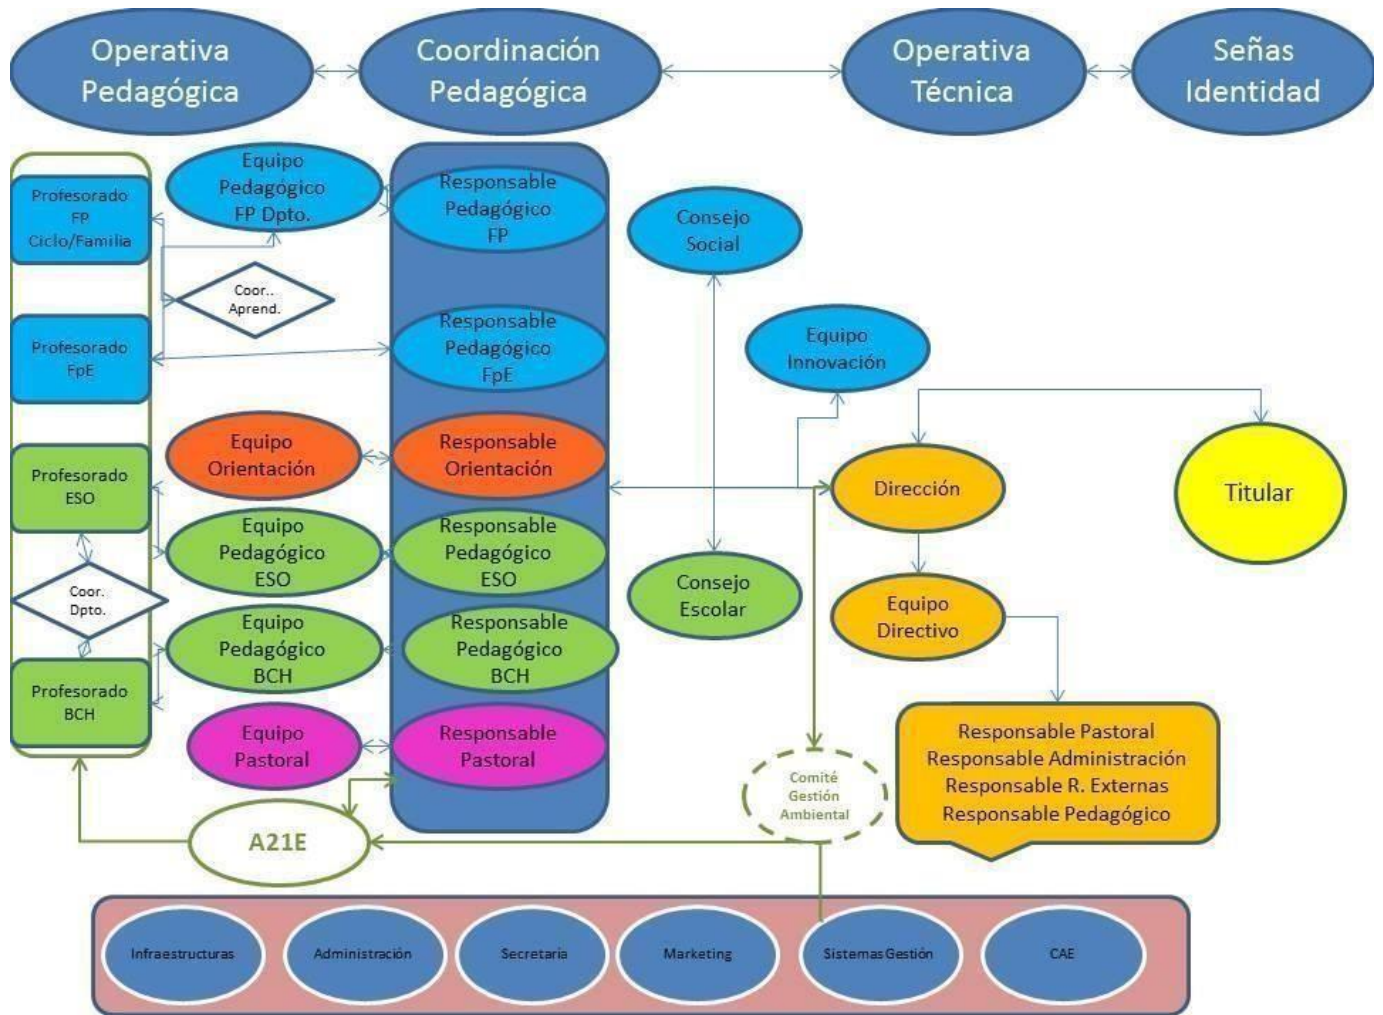 Operativa
Pedagógica
Coordinación
Pedagógica
Operativa
Técnica
Señas
Identidad
Profesorado
FP
Ciclo/Familia
Equipo
Pedagógico
FP Dpto.
Responsable
Pedagógico
FP
Consejo
Social
Coor..
Aprend.
Profesorado
FpE
Responsable
Pedagógico
FpE
Equipo
Innovación
Equipo
Orientación
Responsable
Orientación
Profesorado
ESO
Dirección
Titular
Equipo
Pedagógico
ESO
Responsable
Pedagógico
ESO
Consejo
Escolar
Coor.
Dpto.
Equipo
Directivo
Equipo
Pedagógico
BCH
Responsable
Pedagógico
BCH
Profesorado
BCH
Equipo
Pastoral
Responsable
Pastoral
Comité
Gestión
Ambiental
Responsable Pastoral
Responsable Administración
Responsable R. Externas
Responsable Pedagógico
A21E
Infraestructuras
Administración
Secretaría
Marketing
Sistemas Gestión
CAE